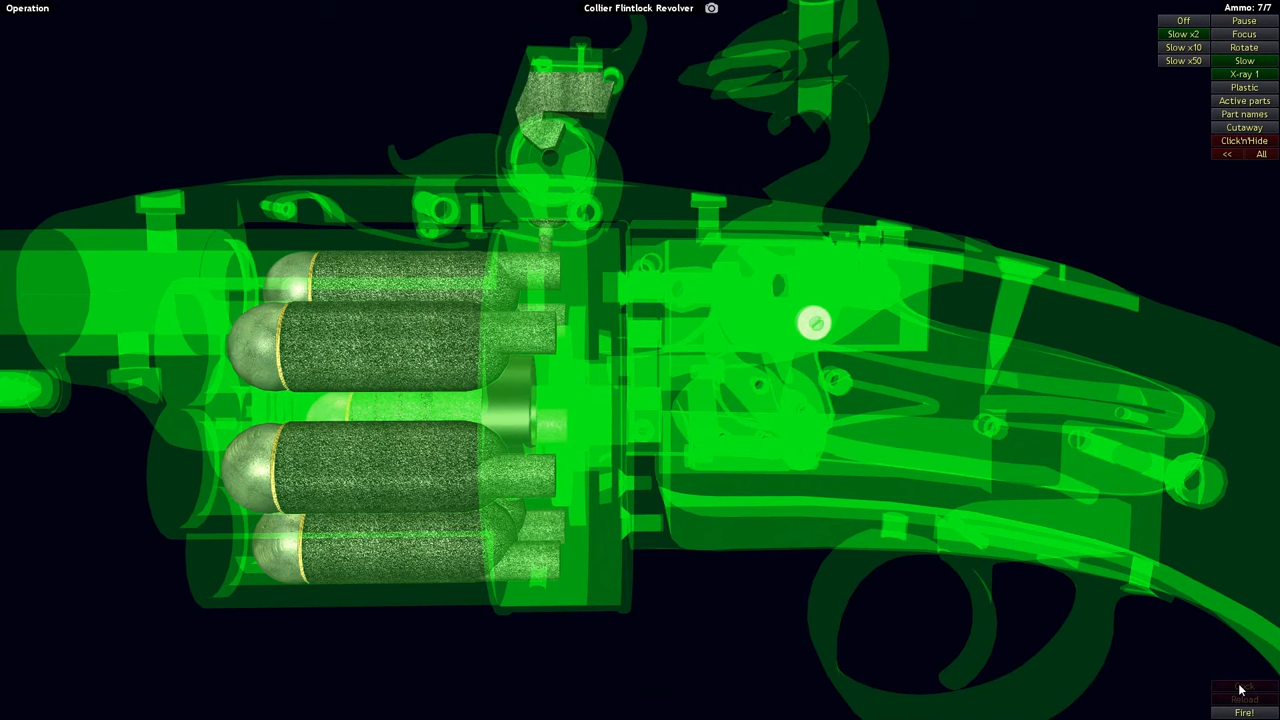 Operation
Collier Flintlock Revolver
Ammo: 7/7
Off
Pause
Slow x2
Focus
Slow x10
Rotate
Slow x50
Slow
X-ray 1
Plastic
Active parts
Part names
Cutaway
Click'n'Hide
<< All
Reload
Fire!